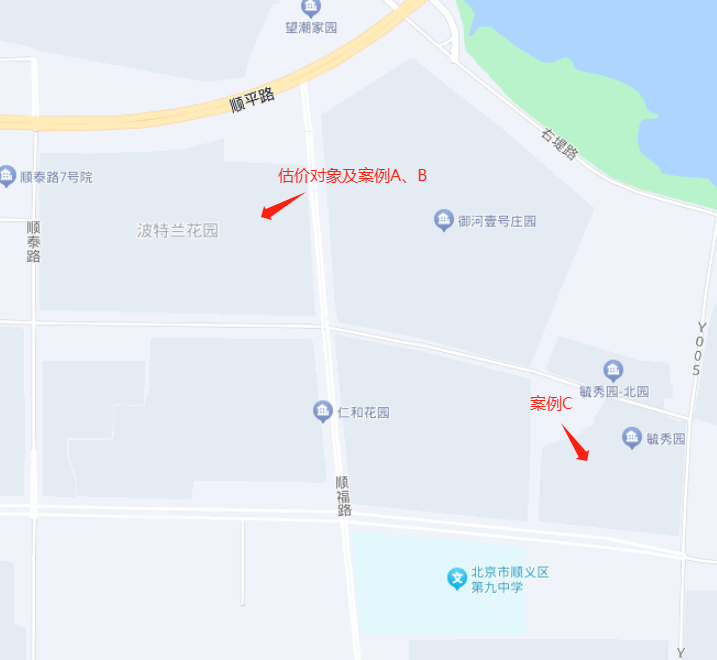 望潮家园
顺平路
右堤路
估价对象及案例A、B
顺泰路7号院
御河壹号庄园
波特兰花园
顺泰路
Y005
毓秀园-北园
案例C
仁和花园
毓秀园
顺福路
北京市顺义区
第九中学
Y